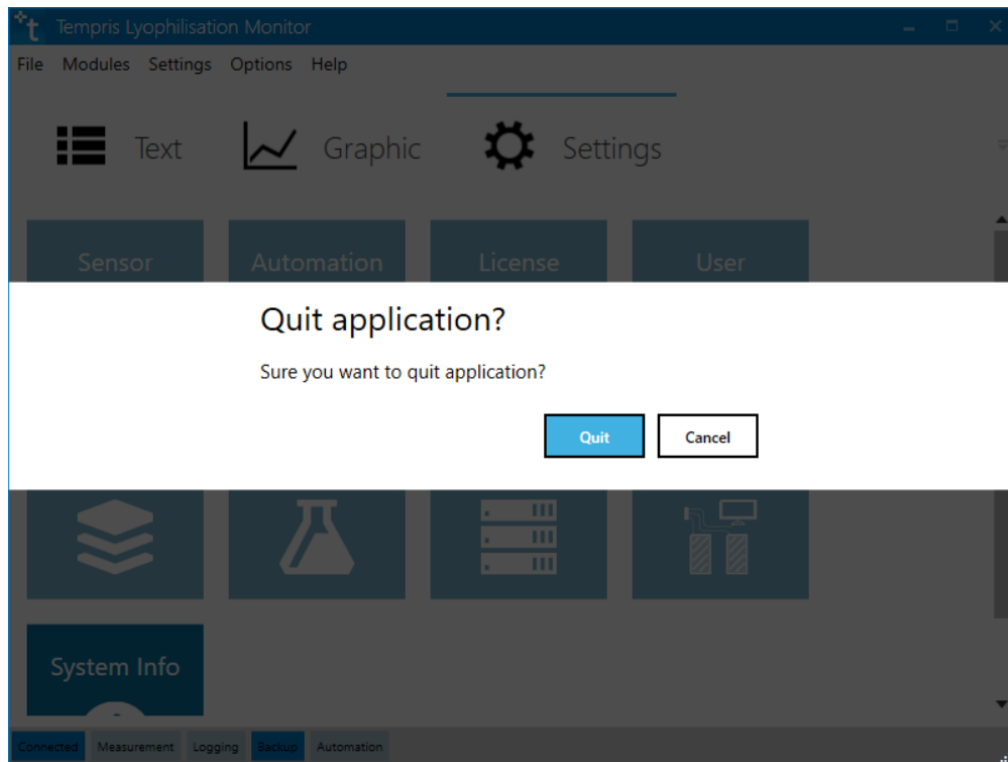 Tempris Lyophilisation Monitor
File Modules Settings Options Help
Text Graphic Settings
Sensor Automation License User
Quit application?
Sure you want to quit application?
Quit Cancel
System Info
Connected Measurement Logging Backup Automation